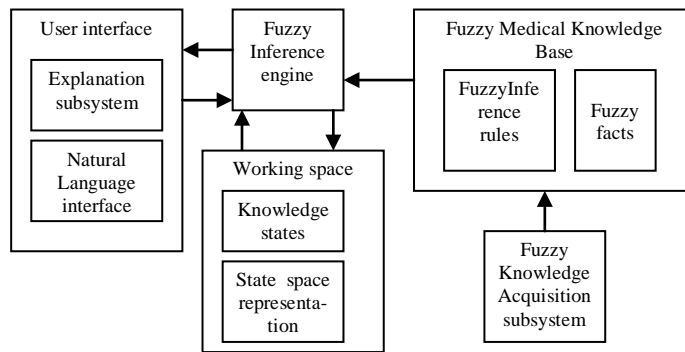 User interface
Explanation
subsystem
Natural
Language
interface
Fuzzy
Inference
engine
Working space
Knowledge
states
State space
representa-
tion
Fuzzy Medical Knowledge
Base
FuzzyInfe
rence
rules
Fuzzy
facts
Fuzzy
Knowledge
Acquisition
subsystem